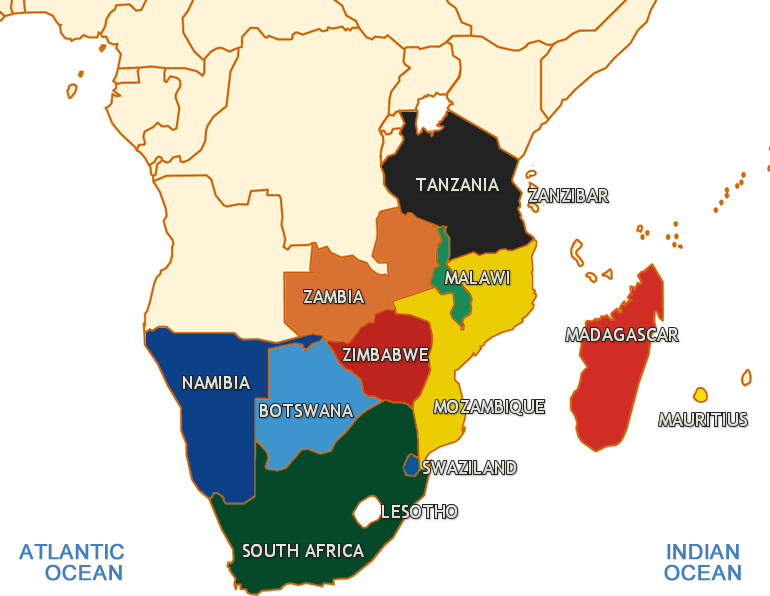 TANZANIA
ZANZIBAR
MALAWI
ZAMBIA
MADAGASCAR
ZIMBABWE
NAMIBIA
BOTSWANA
MOZAMBIQUE
MAURITIUS
SWAZILAND
LESOTHO
SOUTH AFRICA
ATLANTIC
OCEAN
INDIAN
OCEAN